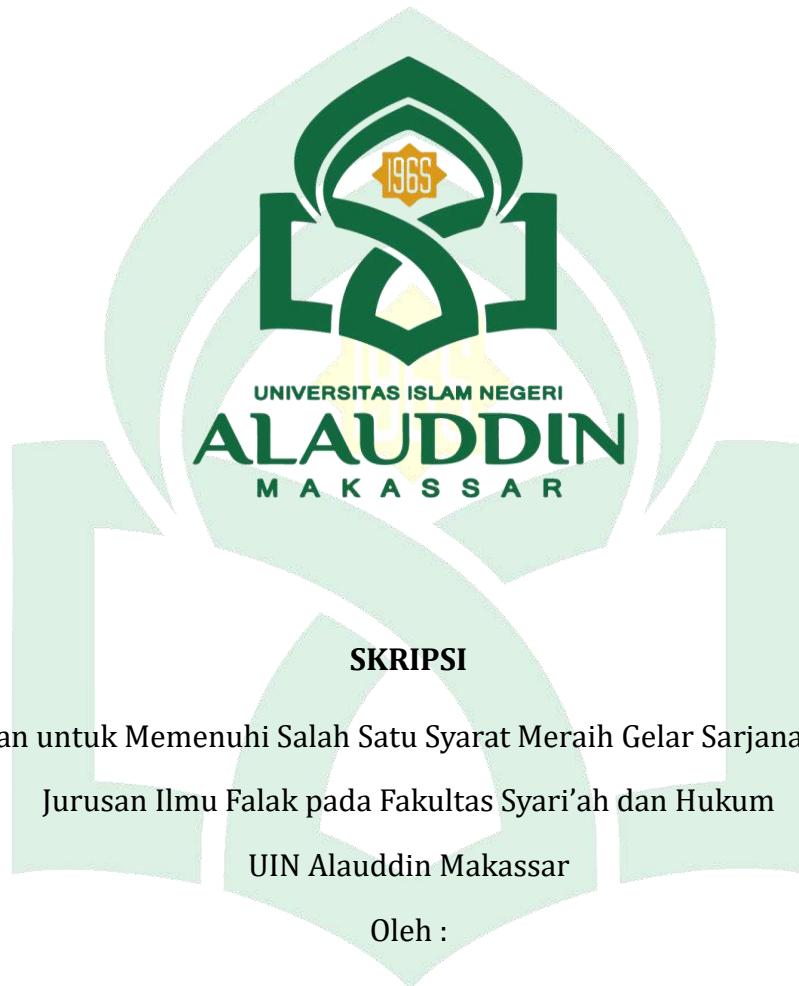 1965
UNIVERSITAS ISLAM NEGERI
ALAUDDIN
MAKASSAR
SKRIPSI
an untuk Memenuhi Salah Satu Syarat Meraih Gelar Sarjana
Jurusan Ilmu Falak pada Fakultas Syari’ah dan Hukum
UIN Alauddin Makassar
Oleh :